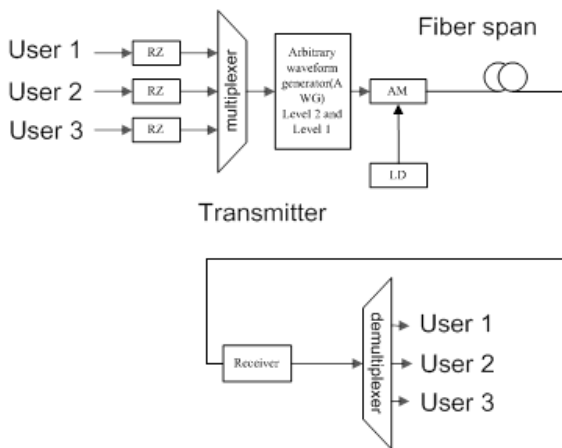 Fiber span
User 1
RZ
User 2
RZ
User 3
RZ
multiplexer
Arbitrary
waveform
generator(A
WG)
Level 2 and
Level 1
AM
LD
Transmitter
Receiver
demultiplexer
User 1
User 2
User 3